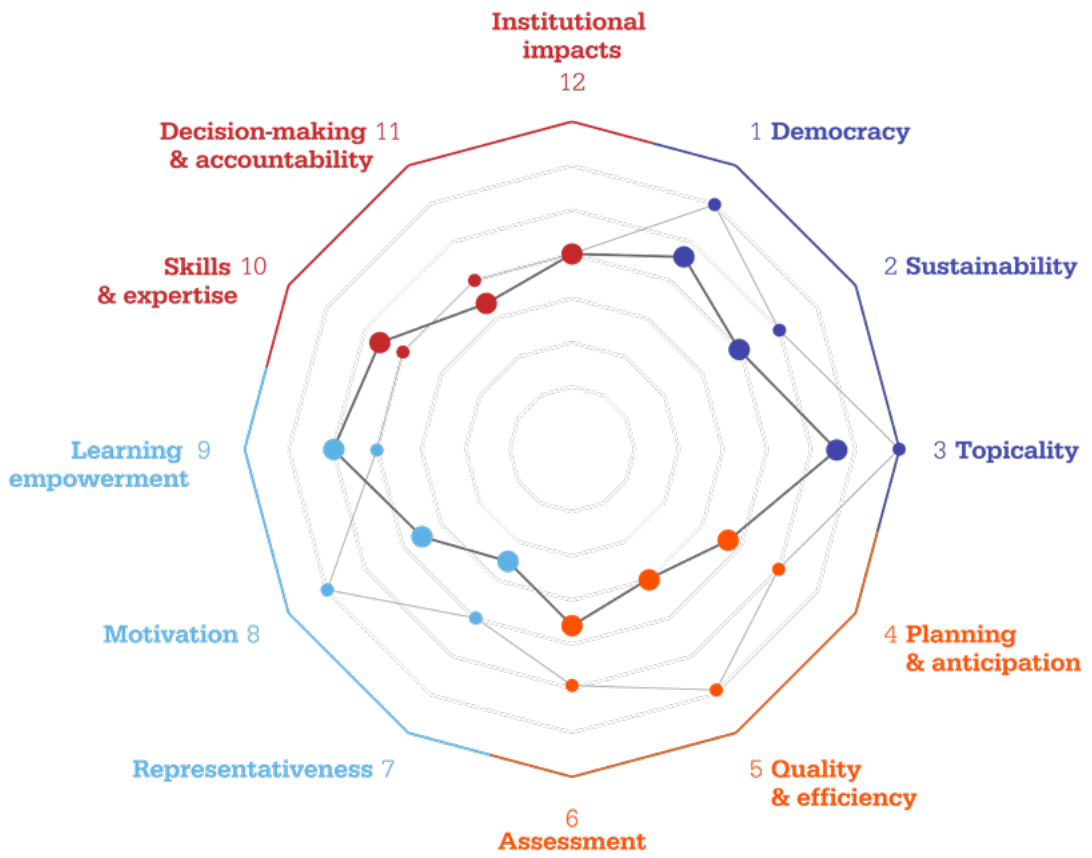 Institutional
impacts
12
1 Democracy
2 Sustainability
3 Topicality
4 Planning
& anticipation
5 Quality
& efficiency
6
Assessment
Representativeness 7
Motivation 8
Learning 9
empowerment
Skills 10
& expertise
Decision-making 11
& accountability